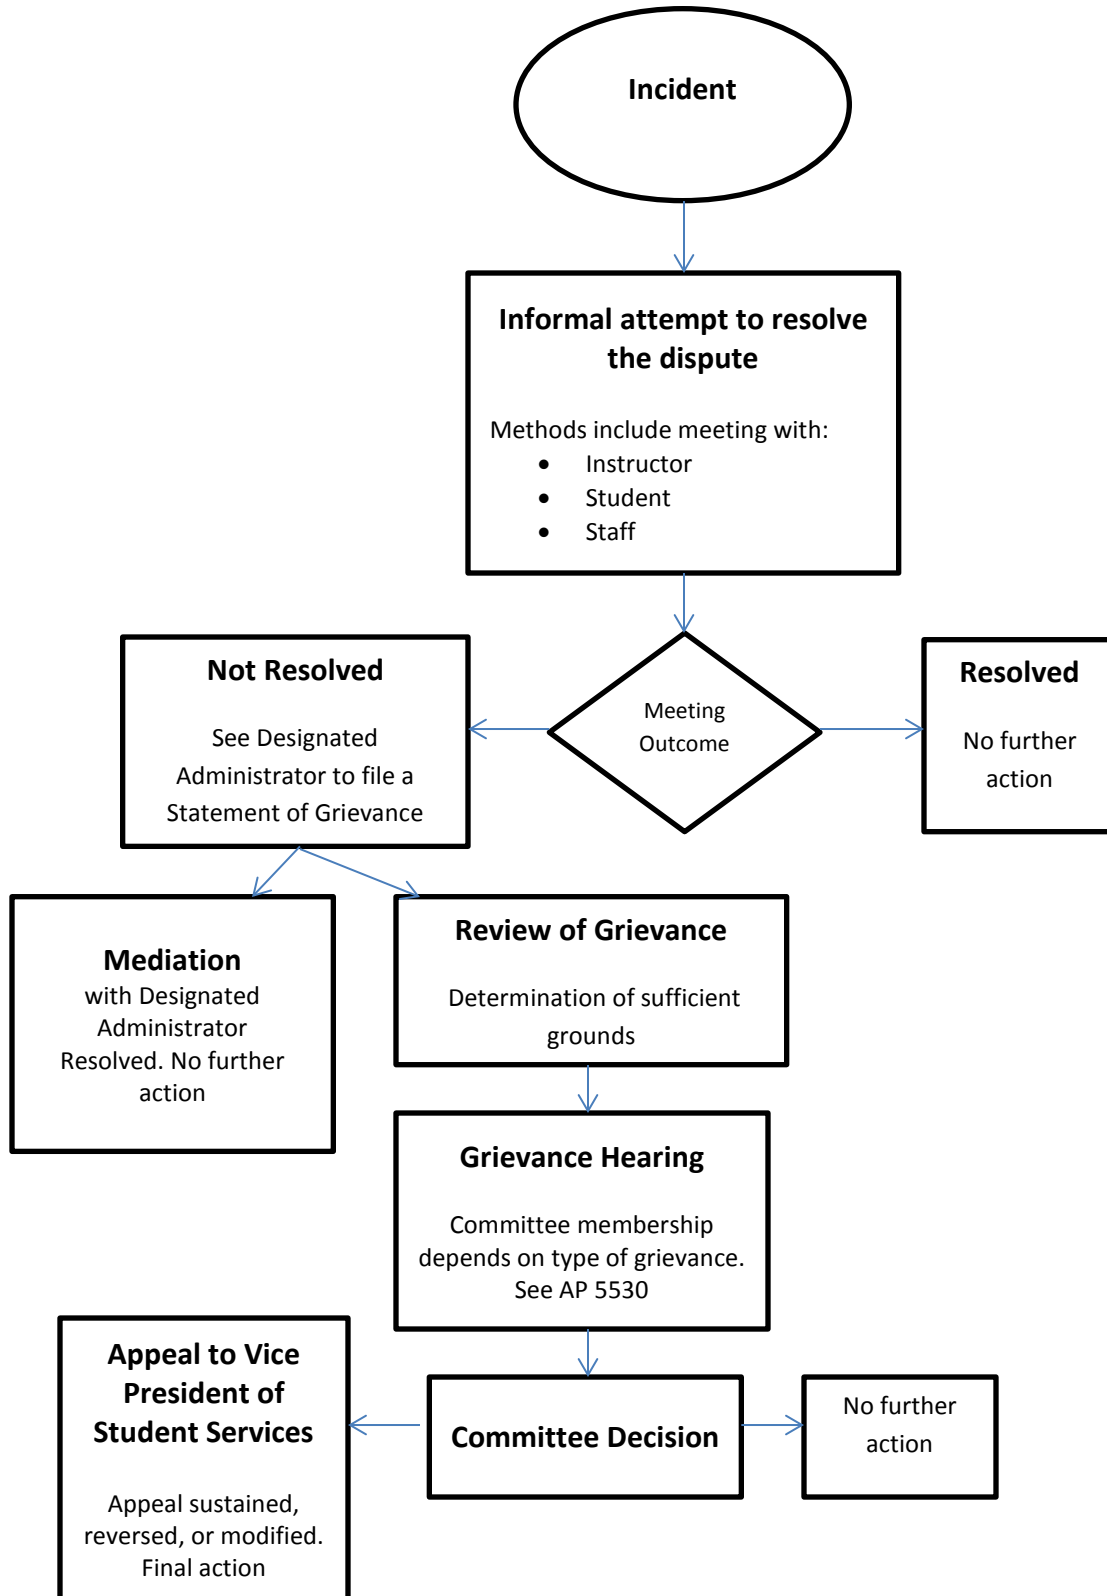 Incident
Informal attempt to resolve
the dispute
Methods include meeting with:
• Instructor
• Student
• Staff
Meeting
Outcome
Not Resolved
See Designated
Administrator to file a
Statement of Grievance
Resolved
No further
action
Mediation
with Designated
Administrator
Resolved. No further
action
Review of Grievance
Determination of sufficient
grounds
Grievance Hearing
Committee membership
depends on type of grievance.
See AP 5530
Committee Decision
Appeal to Vice
President of
Student Services
Appeal sustained,
reversed, or modified.
Final action
No further
action